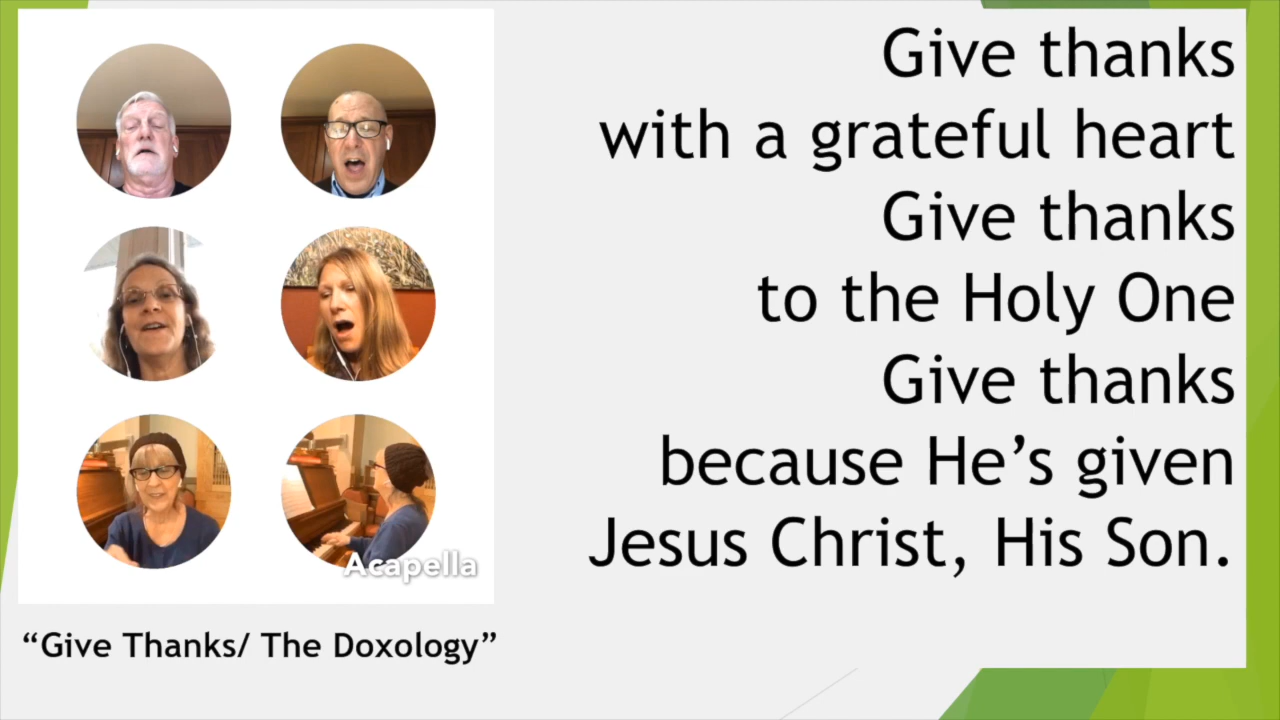 Give thanks
with a grateful heart
Give thanks
to the Holy One
Give thanks
because He’s given
Jesus Christ, His Son.
Acapella
“Give Thanks/ The Doxology”